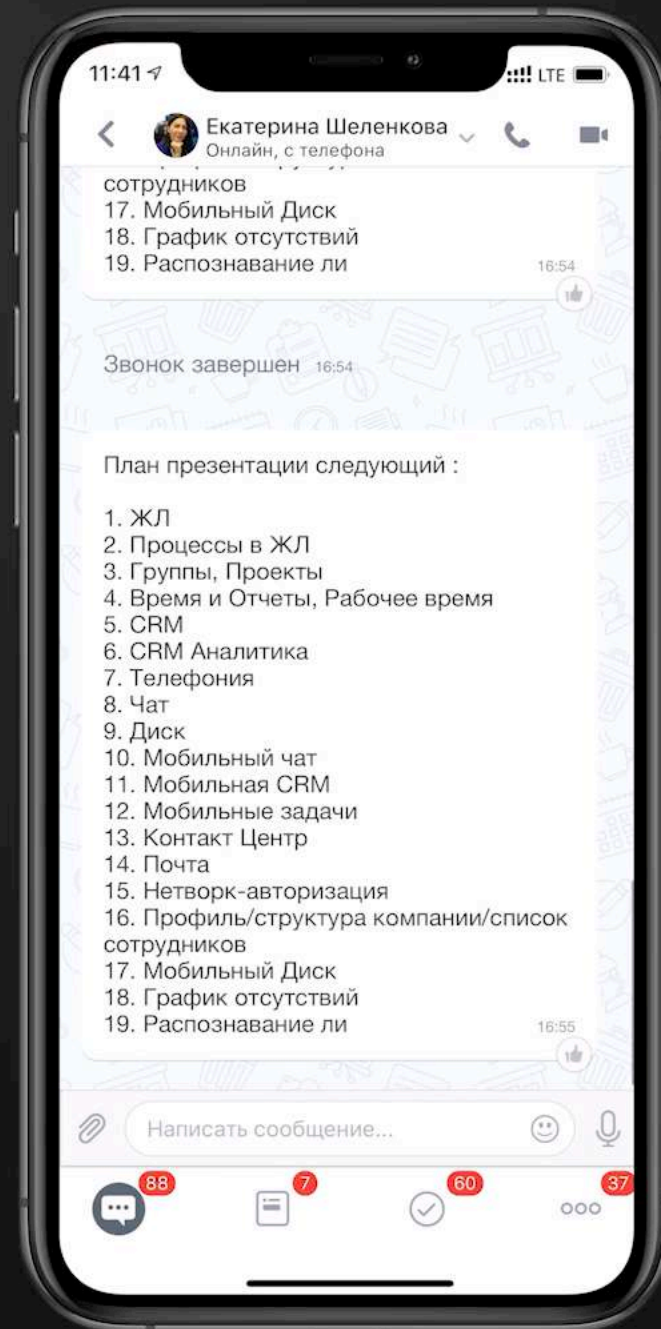 11:41
LTE
Екатерина Шеленкова
Онлайн, с телефона
сотрудников
17. Мобильный Диск
18. График отсутствий
19. Распознавание ли
16:54
Звонок завершен 16:54
План презентации следующий :
1. ЖЛ
2. Процессы в ЖЛ
3. Группы, Проекты
4. Время и Отчеты, Рабочее время
5. CRM
6. CRM Аналитика
7. Телефония
8. Чат
9. Диск
10. Мобильный чат
11. Мобильная CRM
12. Мобильные задачи
13. Контакт Центр
14. Почта
15. Нетворк-авторизация
16. Профиль/структура компании/список
сотрудников
17. Мобильный Диск
18. График отсутствий
19. Распознавание ли
16:55
Написать сообщение...
88
7
60
37